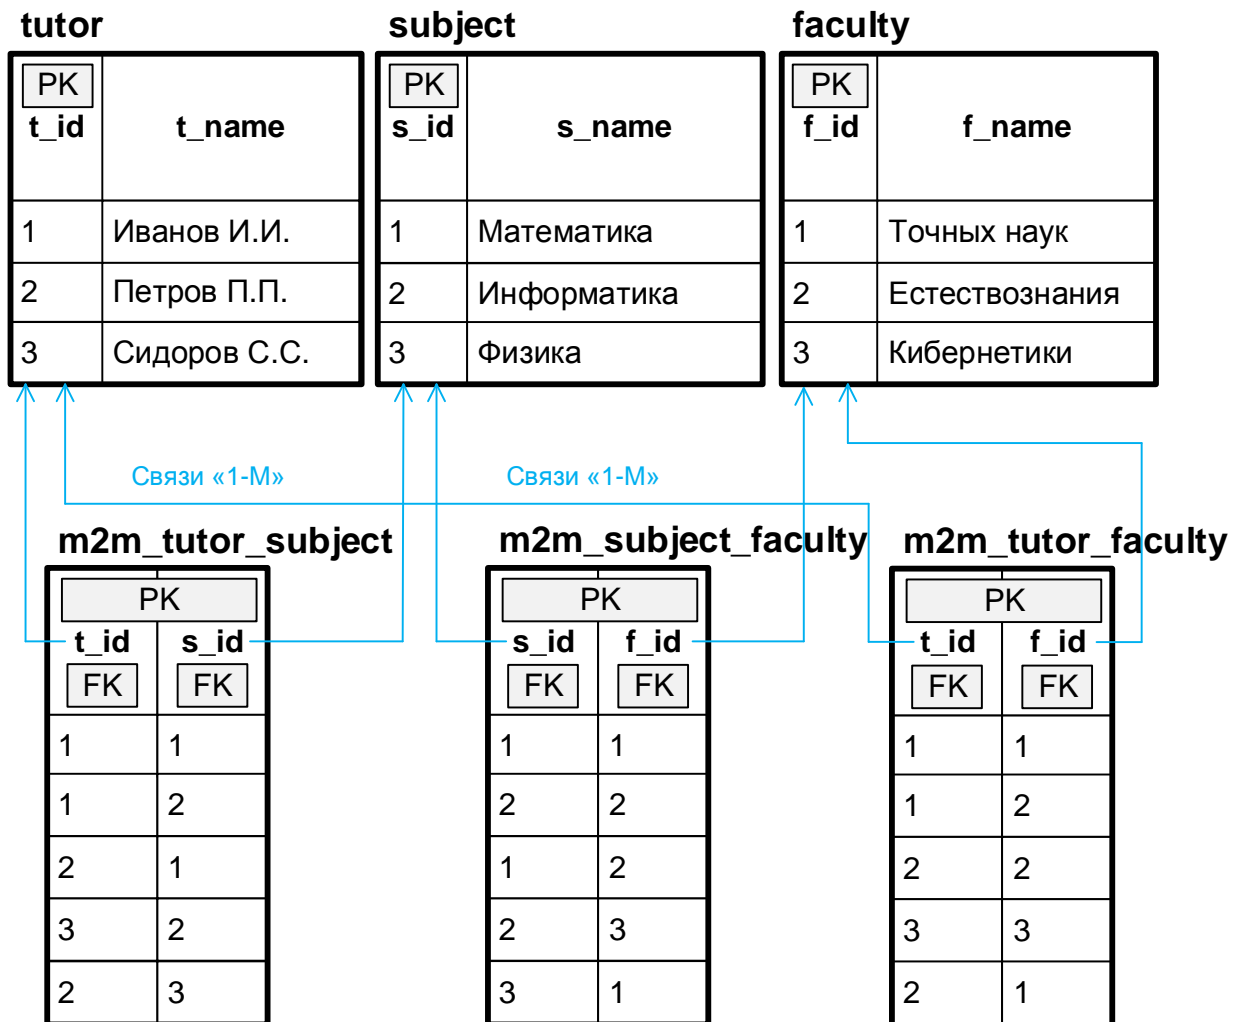 tutor subject faculty
PK PK PK
t_id t_name s_id s_name f_id f_name
1 Иванов И.И. 1 Математика 1 Точных наук
2 Петров П.П. 2 Информатика 2 Естествознания
3 Сидоров С.С. 3 Физика 3 Кибернетики
Связи «1-М» Связи «1-М»
m2m_tutor_subject m2m_subject_faculty m2m_tutor_faculty
PK PK PK
t_id s_id s_id f_id t_id f_id
FK FK FK FK FK FK
1 1 1 1 1 1
1 2 2 2 1 2
2 1 1 2 2 2
3 2 2 3 3 3
2 3 3 1 2 1